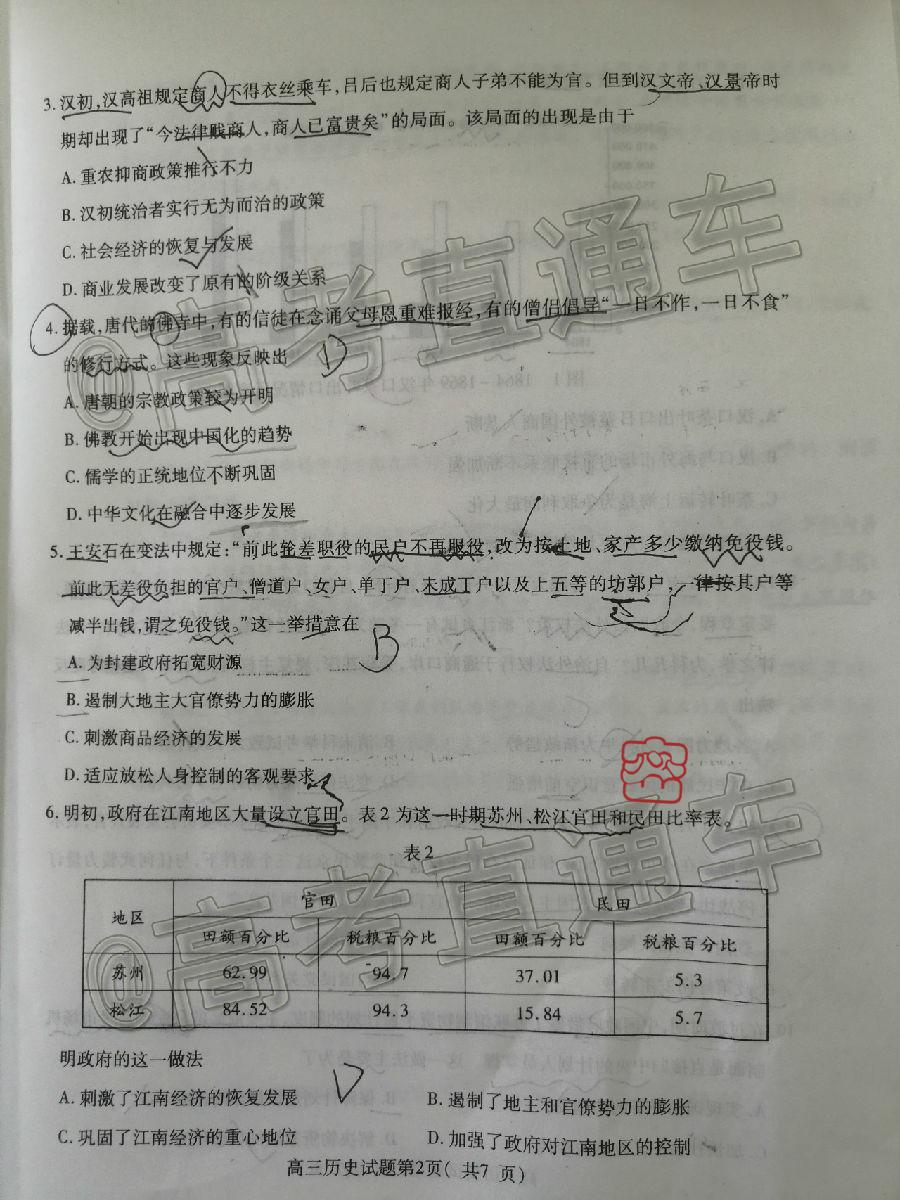 3.汉初,汉高祖规定商人不得衣丝乘车,吕后也规定商人子弟不能为官。但到汉文帝、汉景帝时
期却出现了“今法律贱商人,商人已富贵矣”的局面。该局面的出现是由于
A.重农抑商政策推行不力
B.汉初统治者实行无为而治的政策
C.社会经济的恢复与发展
D.商业发展改变了原有的阶级关系
4.据载,唐代的佛寺中,有的信徒在念诵父母恩重难报经,有的僧侣倡导“一日不作,一日不食”
的修行方式。这些现象反映出 D
A.唐朝的宗教政策较为开明
B.佛教开始出现中国化的趋势
C.儒学的正统地位不断巩固
D.中华文化在融合中逐步发展
5.王安石在变法中规定:“前此轮差职役的民户不再服役,改为按土地、家产多少缴纳免役钱。
前此无差役负担的官户、僧道户、女户、单丁户、未成丁户以及上五等的坊郭户,一律按其户等
减半出钱,谓之免役钱。”这一举措意在 B
A.为封建政府拓宽财源
B.遏制大地主大官僚势力的膨胀
C.刺激商品经济的发展
D.适应放松人身控制的客观要求
6.明初,政府在江南地区大量设立官田。表2为这一时期苏州、松江官田和民田比率表。
表2
地区 官田 民田
田额百分比 税粮百分比 田额百分比 税粮百分比
苏州 62.99 94.7 37.01 5.3
松江 84.52 94.3 15.84 5.7
明政府的这一做法
A.刺激了江南经济的恢复发展 B.遏制了地主和官僚势力的膨胀
C.巩固了江南经济的重心地位 D.加强了政府对江南地区的控制
高三历史试题第2页(共7页)
@高考直通车
@高考直通车